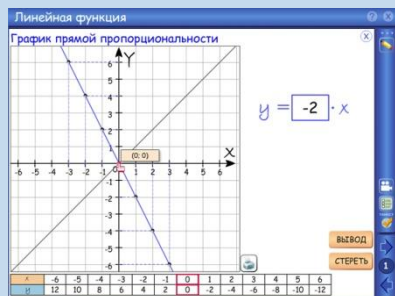 Линейная функция
График прямой пропорциональности
Y
6
5
4
3
2
1
X
-6 -5 -4 -3 -2 -1 0 1 2 3 4 5 6
(0; 0)
-1
-2
-3
-4
-5
-6
y = -2 · x
ВЫВОД
СТЕРЕТЬ
1
x -6 -5 -4 -3 -2 -1 0 1 2 3 4 5 6
y 12 10 8 6 4 2 0 -2 -4 -6 -8 -10 -12